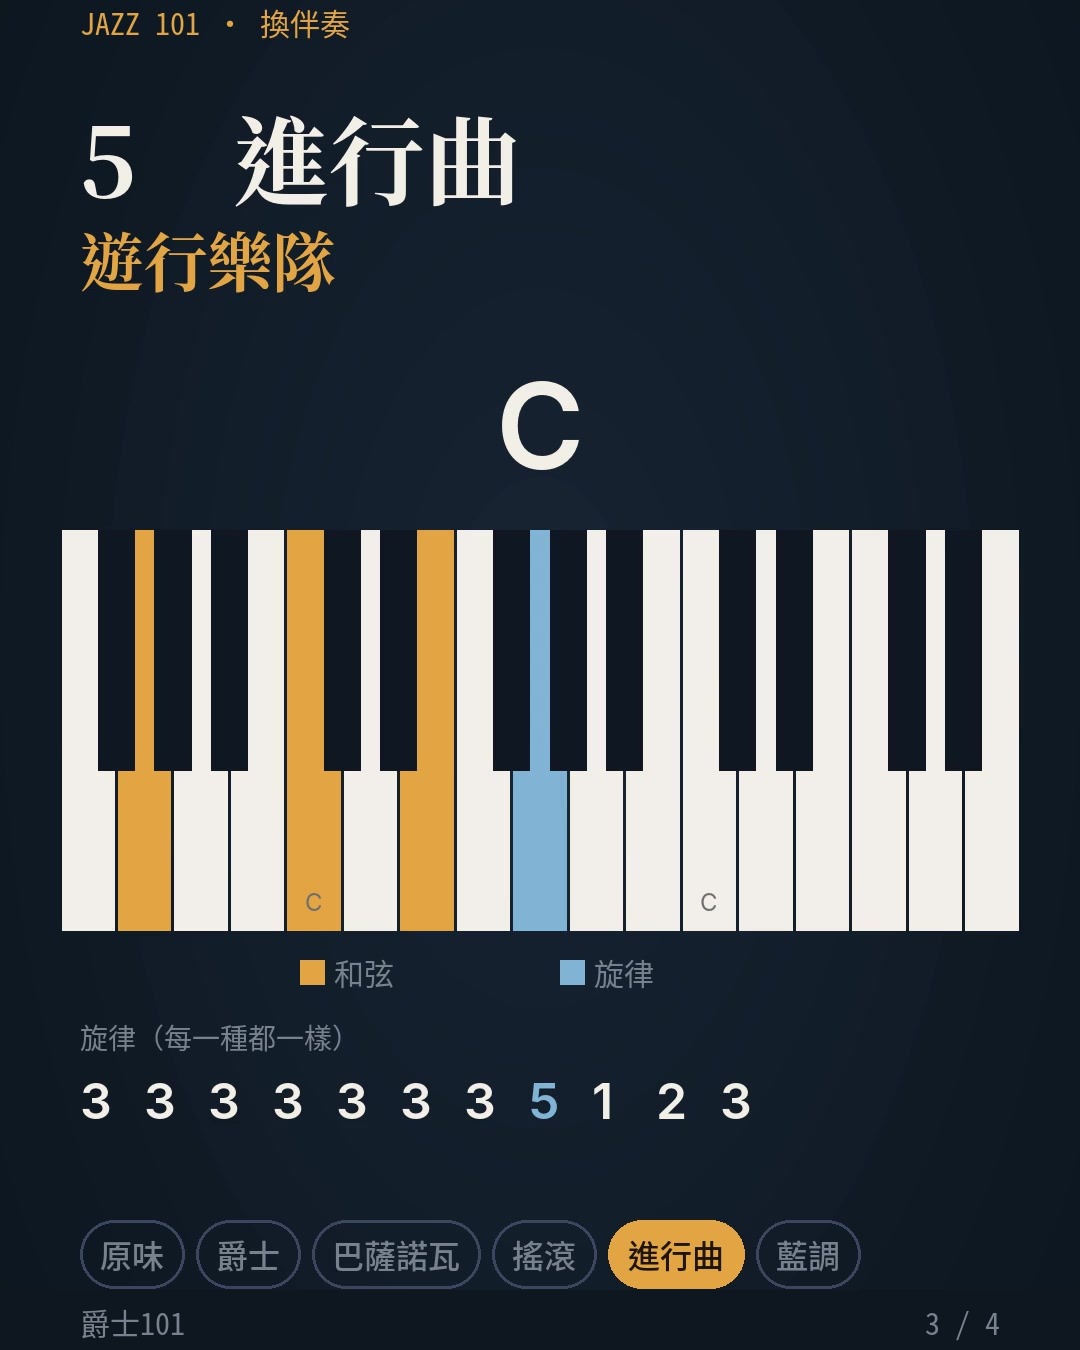 JAZZ 101 · 換伴奏
5　進行曲
遊行樂隊
C
C C
和弦 旋律
旋律（每一種都一樣）
3 3 3 3 3 3 3 5 1 2 3
原味 爵士 巴薩諾瓦 搖滾 進行曲 藍調
爵士101 3 / 4